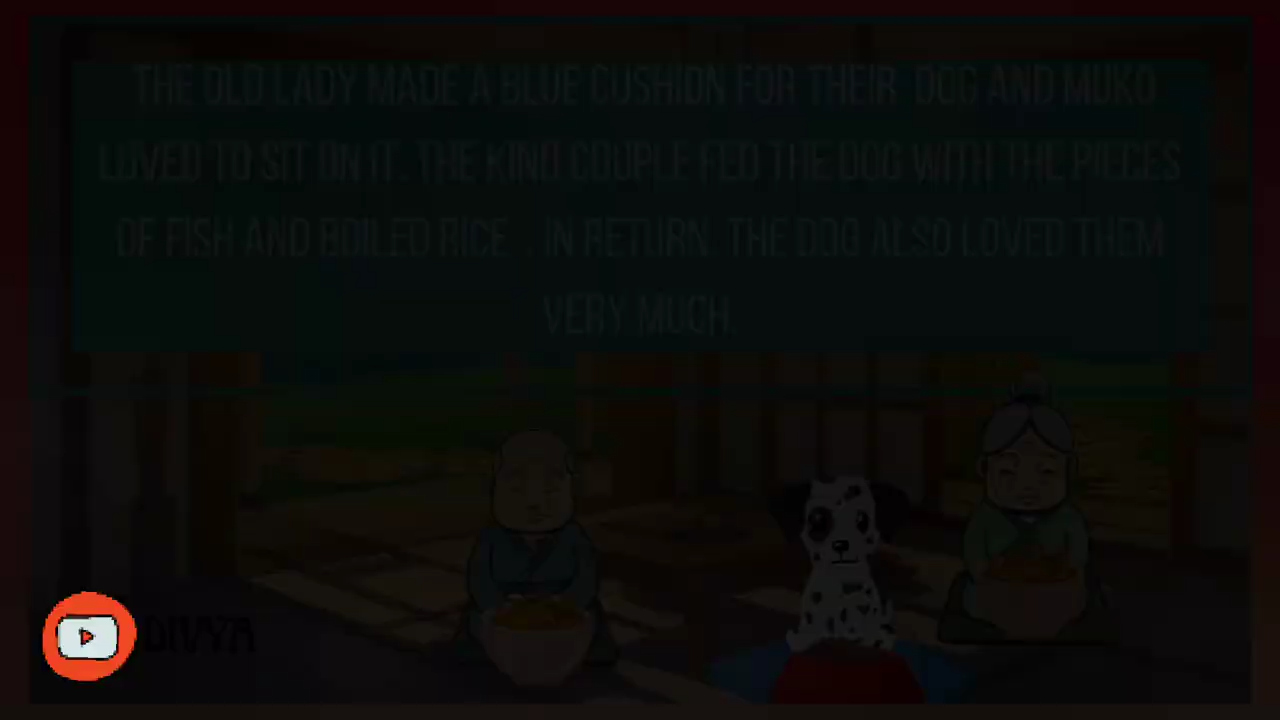 THE OLD LADY MADE A BLUE CUSHION FOR THEIR DOG AND MUKO
LOVED TO SIT ON IT. THE KIND COUPLE FED THE DOG WITH THE PIECES
OF FISH AND BOILED RICE . IN RETURN, THE DOG ALSO LOVED THEM
VERY MUCH.
DIVYA